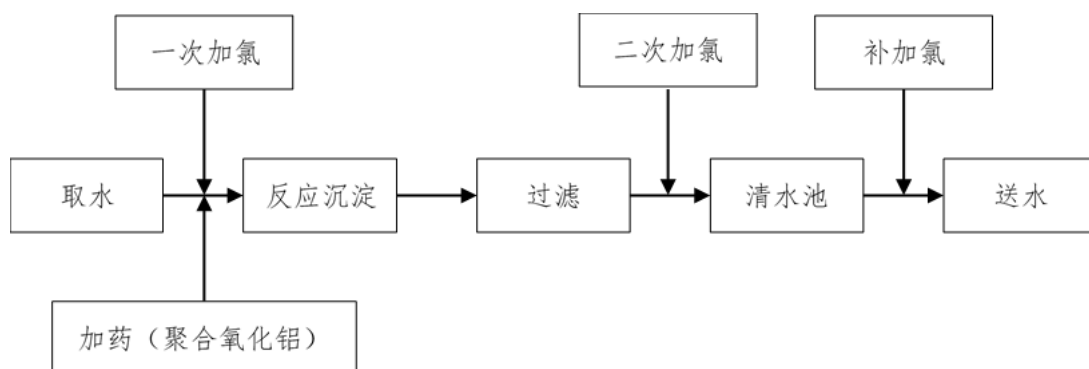 一次加氯
二次加氯
补加氯
取水
反应沉淀
过滤
清水池
送水
加药（聚合氧化铝）